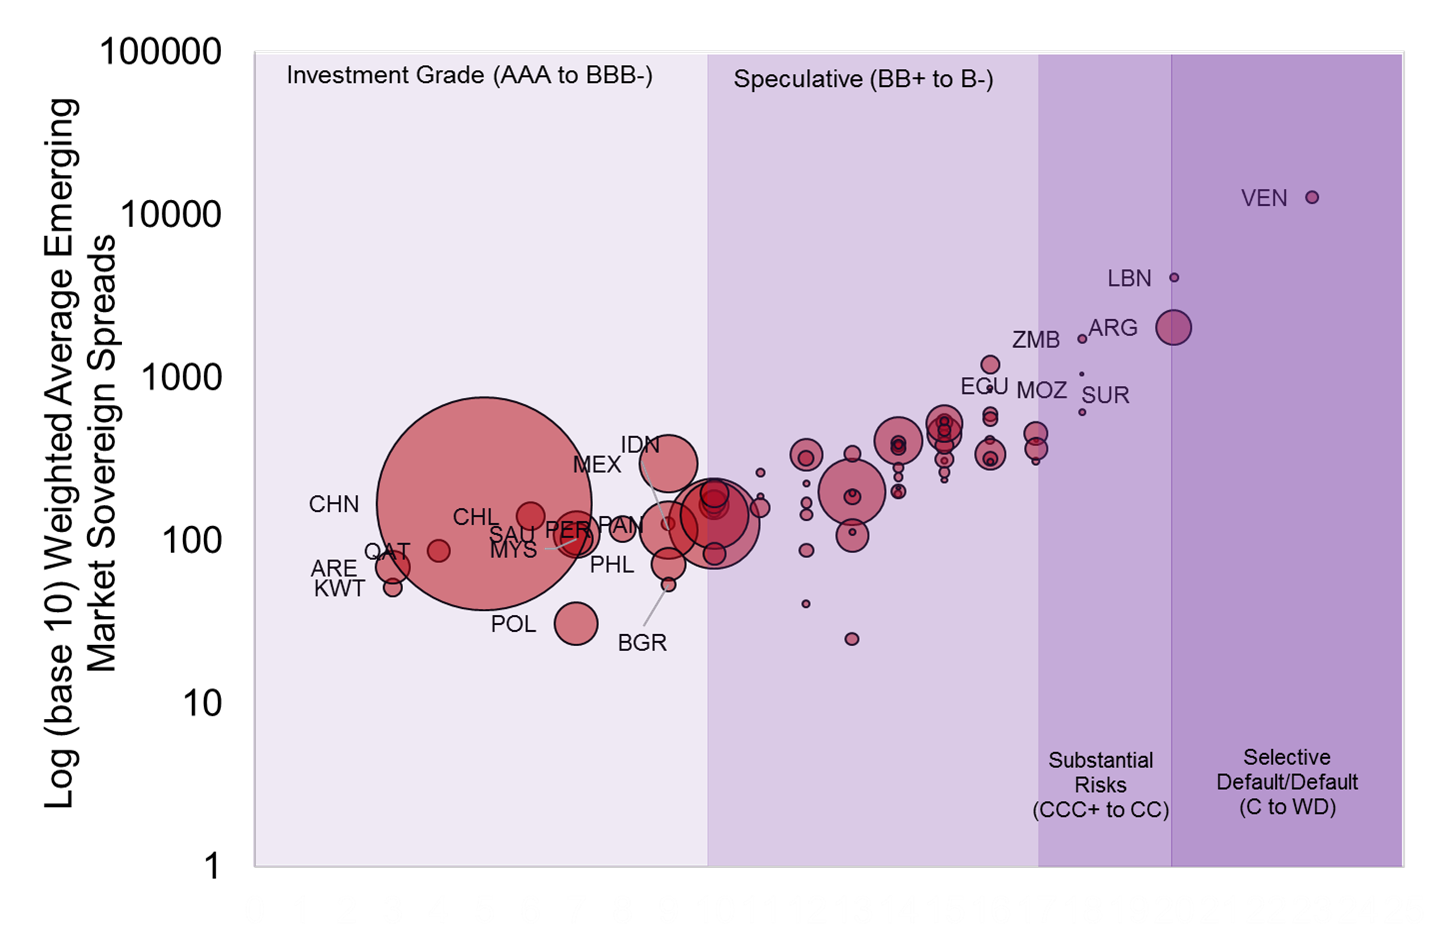 100000
10000
1000
100
10
1
Log (base 10) Weighted Average Emerging
Market Sovereign Spreads
Investment Grade (AAA to BBB-)
Speculative (BB+ to B-)
VEN
LBN
ARG
ZMB
ECU
MOZ
SUR
IDN
MEX
CHN
CHL
SAU
PER
PAN
MYS
QAT
ARE
KWT
PHL
POL
BGR
Substantial
Risks
(CCC+ to CC)
Selective
Default/Default
(C to WD)